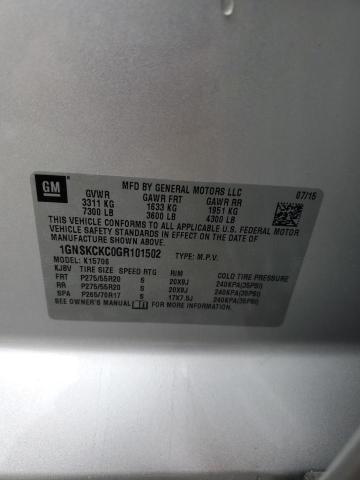 GM
MFD BY GENERAL MOTORS LLC
07/15
GVWR GAWR FRT GAWR RR
3311 KG 1633 KG 1951 KG
7300 LB 3600 LB 4300 LB
THIS VEHICLE CONFORMS TO ALL APPLICABLE U.S. FEDERAL MOTOR
VEHICLE SAFETY AND THEFT PREVENTION STANDARDS IN EFFECT ON
THE DATE OF MANUFACTURE SHOWN ABOVE.
1GNSKCKC0GR101502 TYPE: M.P.V.
MODEL: K15706
KJBV TIRE SIZE SPEED RTG RIM COLD TIRE PRESSURE
FRT P275/55R20 S 20X9J 240KPA(35PSI)
RR P275/55R20 S 20X9J 240KPA(35PSI)
SPA P265/70R17 S 17X7.5J 240KPA(35PSI)
SEE OWNER'S MANUAL FOR MORE INFORMATION.